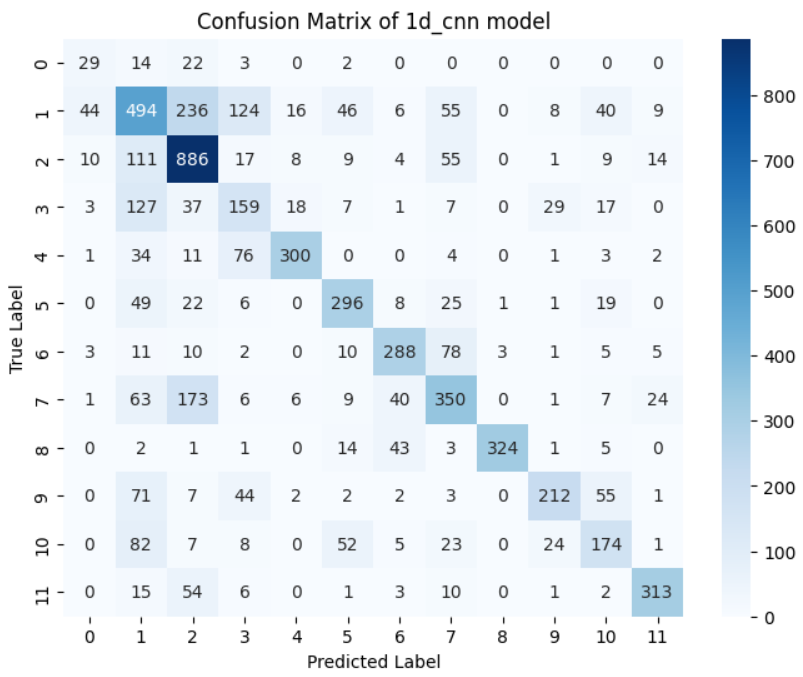 Confusion Matrix of 1d_cnn model
0 29 14 22 3 0 2 0 0 0 0 0 0
1 44 494 236 124 16 46 6 55 0 8 40 9
2 10 111 886 17 8 9 4 55 0 1 9 14
3 3 127 37 159 18 7 1 7 0 29 17 0
4 1 34 11 76 300 0 0 4 0 1 3 2
5 0 49 22 6 0 296 8 25 1 1 19 0
6 3 11 10 2 0 10 288 78 3 1 5 5
7 1 63 173 6 6 9 40 350 0 1 7 24
8 0 2 1 1 0 14 43 3 324 1 5 0
9 0 71 7 44 2 2 2 3 0 212 55 1
10 0 82 7 8 0 52 5 23 0 24 174 1
11 0 15 54 6 0 1 3 10 0 1 2 313
0 1 2 3 4 5 6 7 8 9 10 11
Predicted Label
True Label
800
700
600
500
400
300
200
100
0